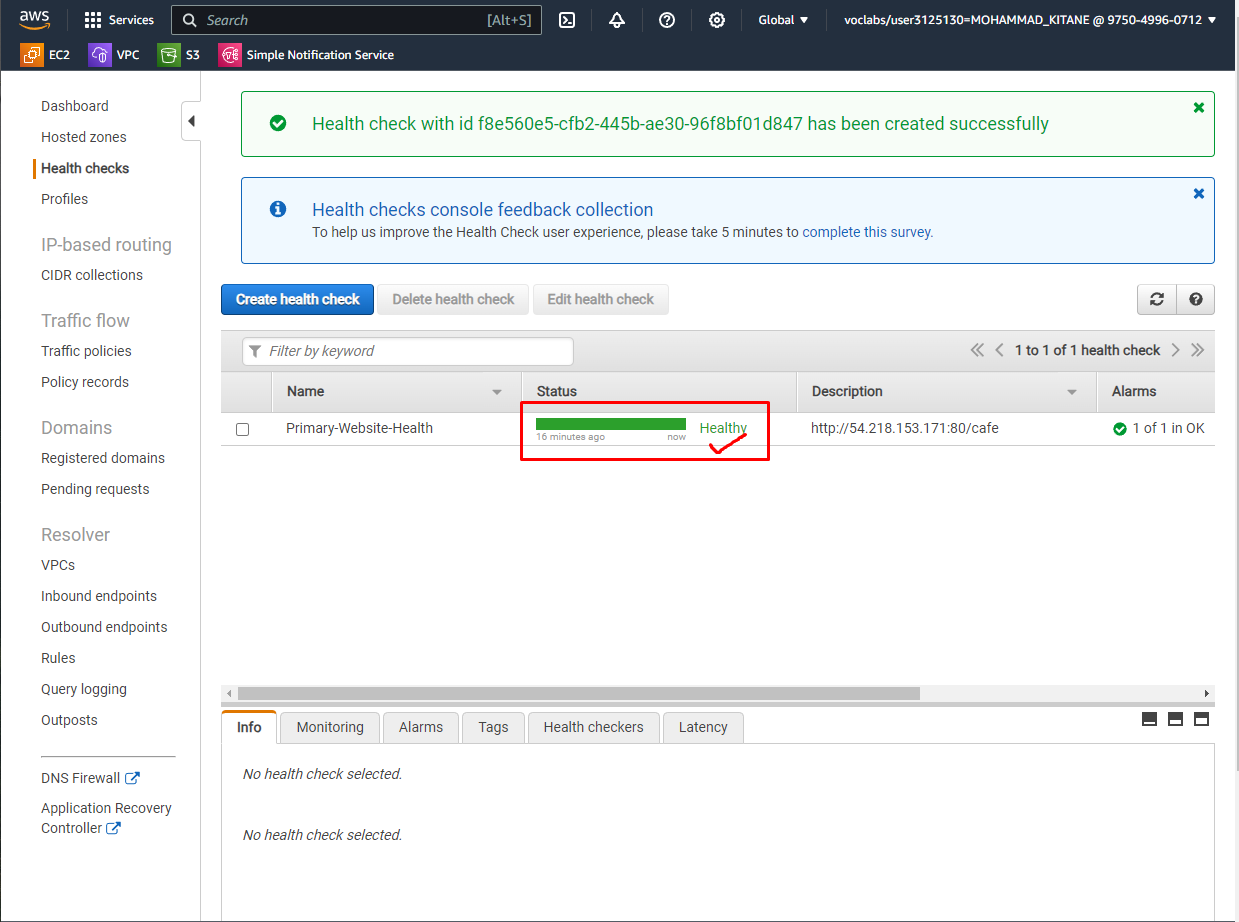 aws
Services
Search [Alt+S]
Global
voclabs/user3125130=MOHAMMAD_KITANE @ 9750-4996-0712
EC2
VPC
S3
Simple Notification Service
Dashboard
Hosted zones
Health checks
Profiles
IP-based routing
CIDR collections
Traffic flow
Traffic policies
Policy records
Domains
Registered domains
Pending requests
Resolver
VPCs
Inbound endpoints
Outbound endpoints
Rules
Query logging
Outposts
DNS Firewall
Application Recovery
Controller
Health check with id f8e560e5-cfb2-445b-ae30-96f8bf01d847 has been created successfully
Health checks console feedback collection
To help us improve the Health Check user experience, please take 5 minutes to complete this survey.
Create health check
Delete health check
Edit health check
Filter by keyword
1 to 1 of 1 health check
Name Status Description Alarms
Primary-Website-Health
16 minutes ago now
Healthy
http://54.218.153.171:80/cafe
1 of 1 in OK
Info Monitoring Alarms Tags Health checkers Latency
No health check selected.
No health check selected.